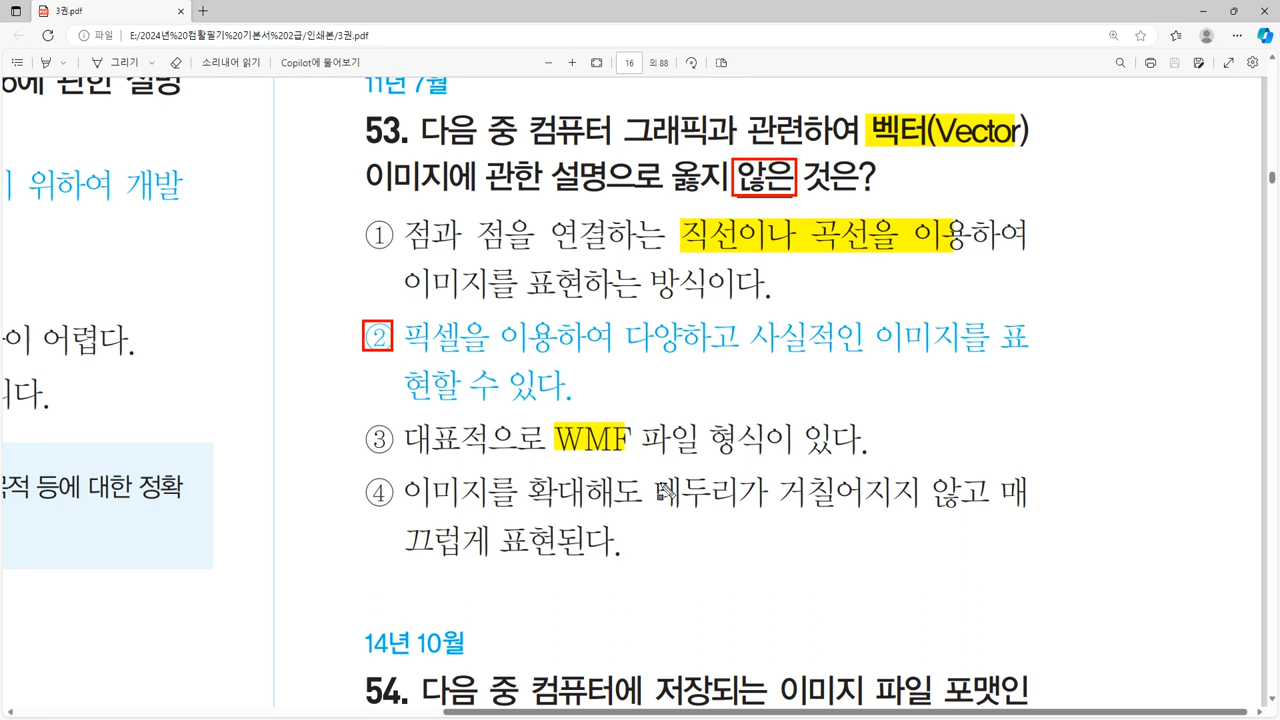 3권.pdf
파일
E:/2024년%20컴활필기%20기본서%202급/인쇄본/3권.pdf
그리기
소리내어 읽기
Copilot에 물어보기
16
의 88
6에 관한 설명
11년 7월
53. 다음 중 컴퓨터 그래픽과 관련하여 벡터(Vector)
이미지에 관한 설명으로 옳지 않은 것은?
위하여 개발
① 점과 점을 연결하는 직선이나 곡선을 이용하여
이미지를 표현하는 방식이다.
이 어렵다.
② 픽셀을 이용하여 다양하고 사실적인 이미지를 표
현할 수 있다.
③ 대표적으로 WMF 파일 형식이 있다.
등에 대한 정확
④ 이미지를 확대해도 테두리가 거칠어지지 않고 매
끄럽게 표현된다.
14년 10월
54. 다음 중 컴퓨터에 저장되는 이미지 파일 포맷인